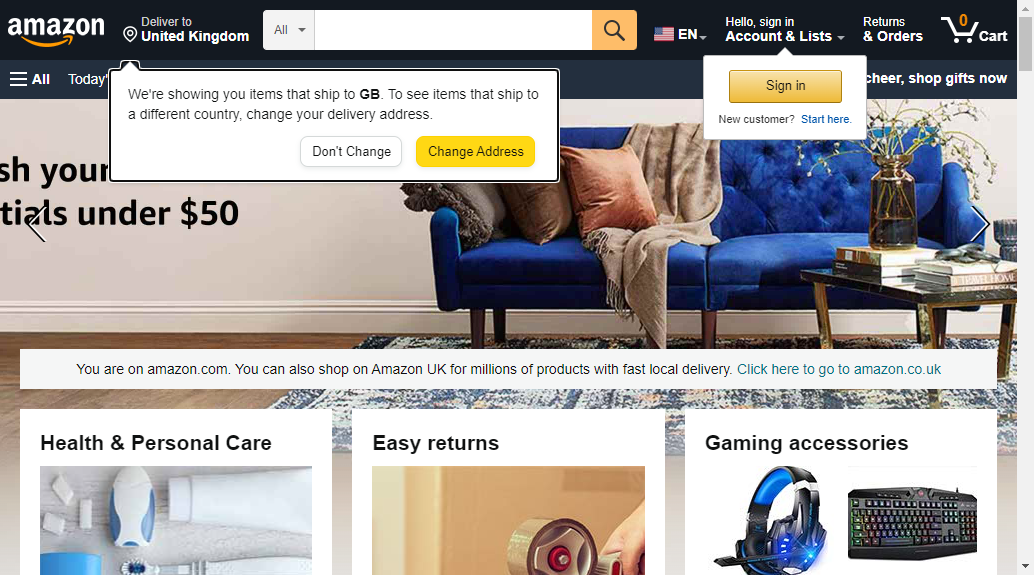 amazon
Deliver to
United Kingdom
All
EN
Hello, sign in
Account & Lists
Returns
& Orders
0
Cart
All
Today'
cheer, shop gifts now
We're showing you items that ship to GB. To see items that ship to
a different country, change your delivery address.
Don't Change
Change Address
Sign in
New customer? Start here.
sh your
tials under $50
You are on amazon.com. You can also shop on Amazon UK for millions of products with fast local delivery. Click here to go to amazon.co.uk
Health & Personal Care
Easy returns
Gaming accessories